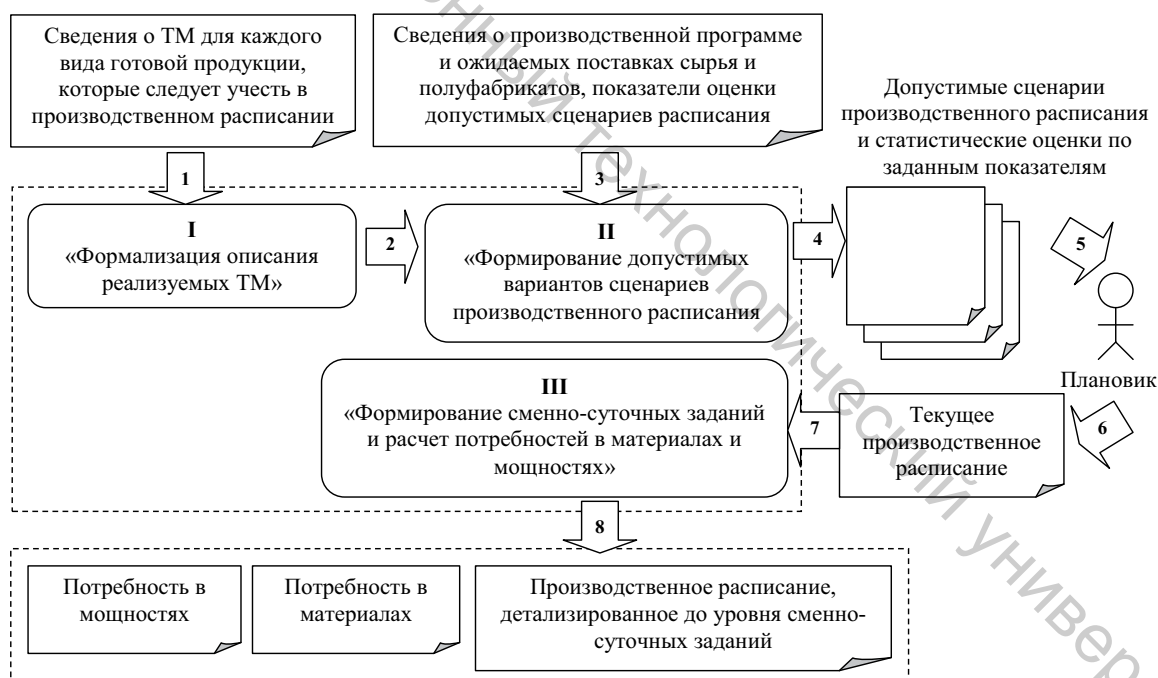 Сведения о ТМ для каждого
вида готовой продукции,
которые следует учесть в
производственном расписании
Сведения о производственной программе
и ожидаемых поставках сырья и
полуфабрикатов, показатели оценки
допустимых сценариев расписания
Допустимые сценарии
производственного расписания
и статистические оценки по
заданным показателям
1
3
I
«Формализация описания
реализуемых ТМ»
2
II
«Формирование допустимых
вариантов сценариев
производственного расписания
4
5
Плановик
III
«Формирование сменно-суточных заданий
и расчет потребностей в материалах и
мощностях»
7
Текущее
производственное
расписание
6
8
Потребность в
мощностях
Потребность в
материалах
Производственное расписание,
детализированное до уровня сменно-
суточных заданий
технологический